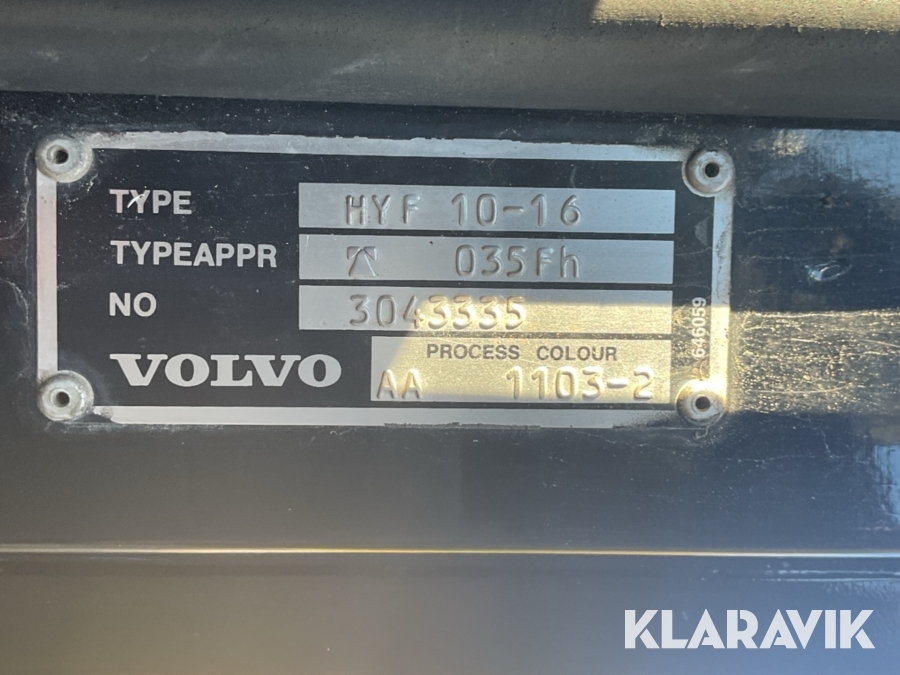 TYPE HYF 10-16
TYPEAPPR 035Fh
NO 3043335
VOLVO PROCESS COLOUR
AA 1103-2
646059
KLARAVIK